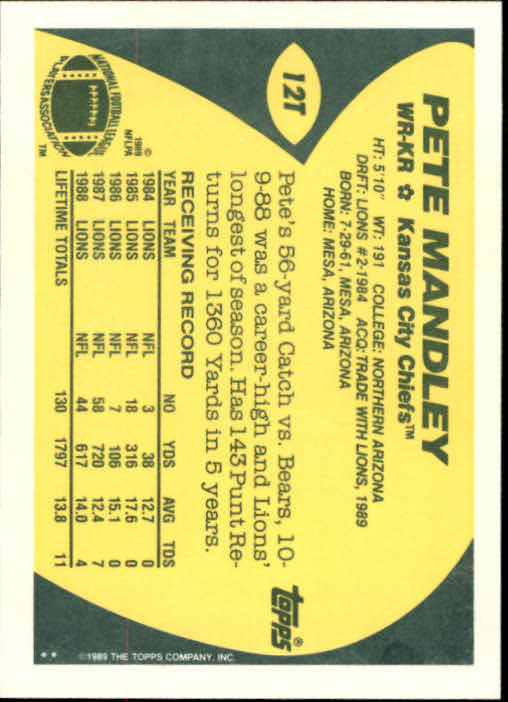 12T
PETE MANDLEY
WR-KR ✪ Kansas City Chiefs™
HT: 5'10" WT: 191 COLLEGE: NORTHERN ARIZONA
DRFT: LIONS #2-1984 ACQ: TRADE WITH LIONS, 1989
BORN: 7-29-61, MESA, ARIZONA
HOME: MESA, ARIZONA
Pete's 56-yard Catch vs. Bears, 10-
9-88 was a career-high and Lions'
longest of season. Has 143 Punt Re-
turns for 1360 Yards in 5 years.
topps®
NATIONAL FOOTBALL LEAGUE
PLAYERS ASSOCIATION
™
©
1989
NFLPA
RECEIVING RECORD
YEAR TEAM NO YDS AVG TDS
1984 LIONS NFL 3 38 12.7 0
1985 LIONS NFL 18 316 17.6 0
1986 LIONS NFL 7 106 15.1 0
1987 LIONS NFL 58 720 12.4 7
1988 LIONS NFL 44 617 14.0 4
LIFETIME TOTALS 130 1797 13.8 11
** ©1989 THE TOPPS COMPANY, INC.